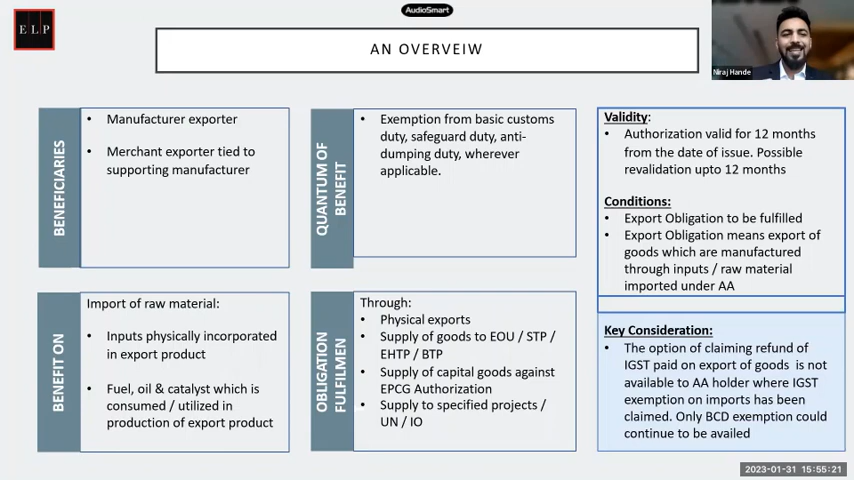 AudioSmart
ELP
AN OVERVEIW
Niraj Hande
BENEFICIARIES
• Manufacturer exporter
• Merchant exporter tied to
supporting manufacturer
QUANTUM OF
BENEFIT
• Exemption from basic customs
duty, safeguard duty, anti-
dumping duty, wherever
applicable.
Validity:
• Authorization valid for 12 months
from the date of issue. Possible
revalidation upto 12 months
Conditions:
• Export Obligation to be fulfilled
• Export Obligation means export of
goods which are manufactured
through inputs / raw material
imported under AA
BENEFIT ON
Import of raw material:
• Inputs physically incorporated
in export product
• Fuel, oil & catalyst which is
consumed / utilized in
production of export product
OBLIGATION
FULFILMEN
Through:
• Physical exports
• Supply of goods to EOU / STP /
EHTP / BTP
• Supply of capital goods against
EPCG Authorization
• Supply to specified projects /
UN / IO
Key Consideration:
• The option of claiming refund of
IGST paid on export of goods is not
available to AA holder where IGST
exemption on imports has been
claimed. Only BCD exemption could
continue to be availed
2023-01-31 15:55:21